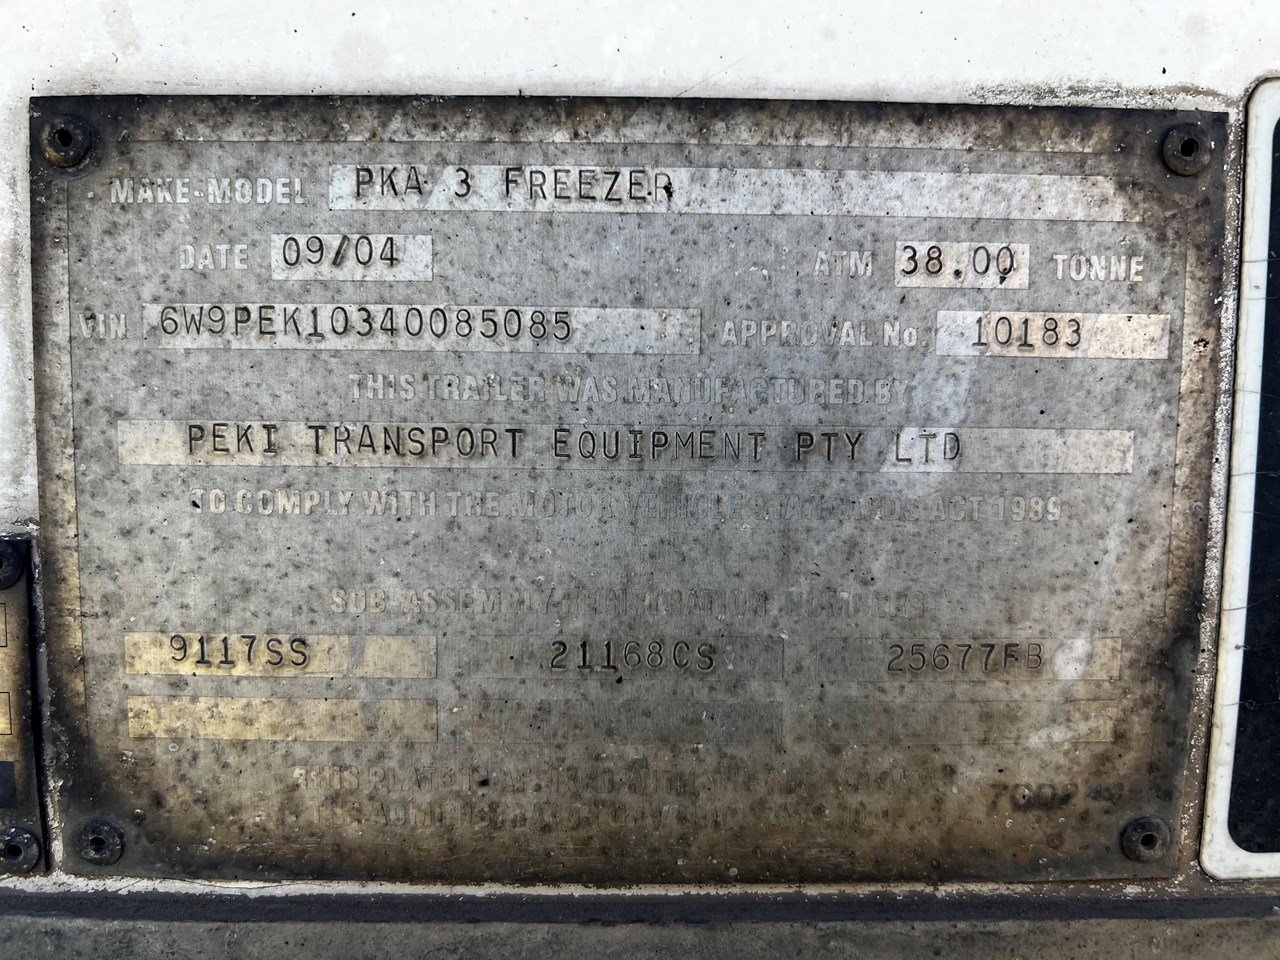 MAKE-MODEL PKA 3 FREEZER
DATE 09/04 ATM 38.00 TONNE
VIN 6W9PEK10340085085 APPROVAL No. 10183
THIS TRAILER WAS MANUFACTURED BY
PEKI TRANSPORT EQUIPMENT PTY LTD
TO COMPLY WITH THE MOTOR VEHICLE STANDARDS ACT 1989
SUB-ASSEMBLY REGISTRATION NUMBERS
9117SS 21168CS 25677FB
THIS PLATE